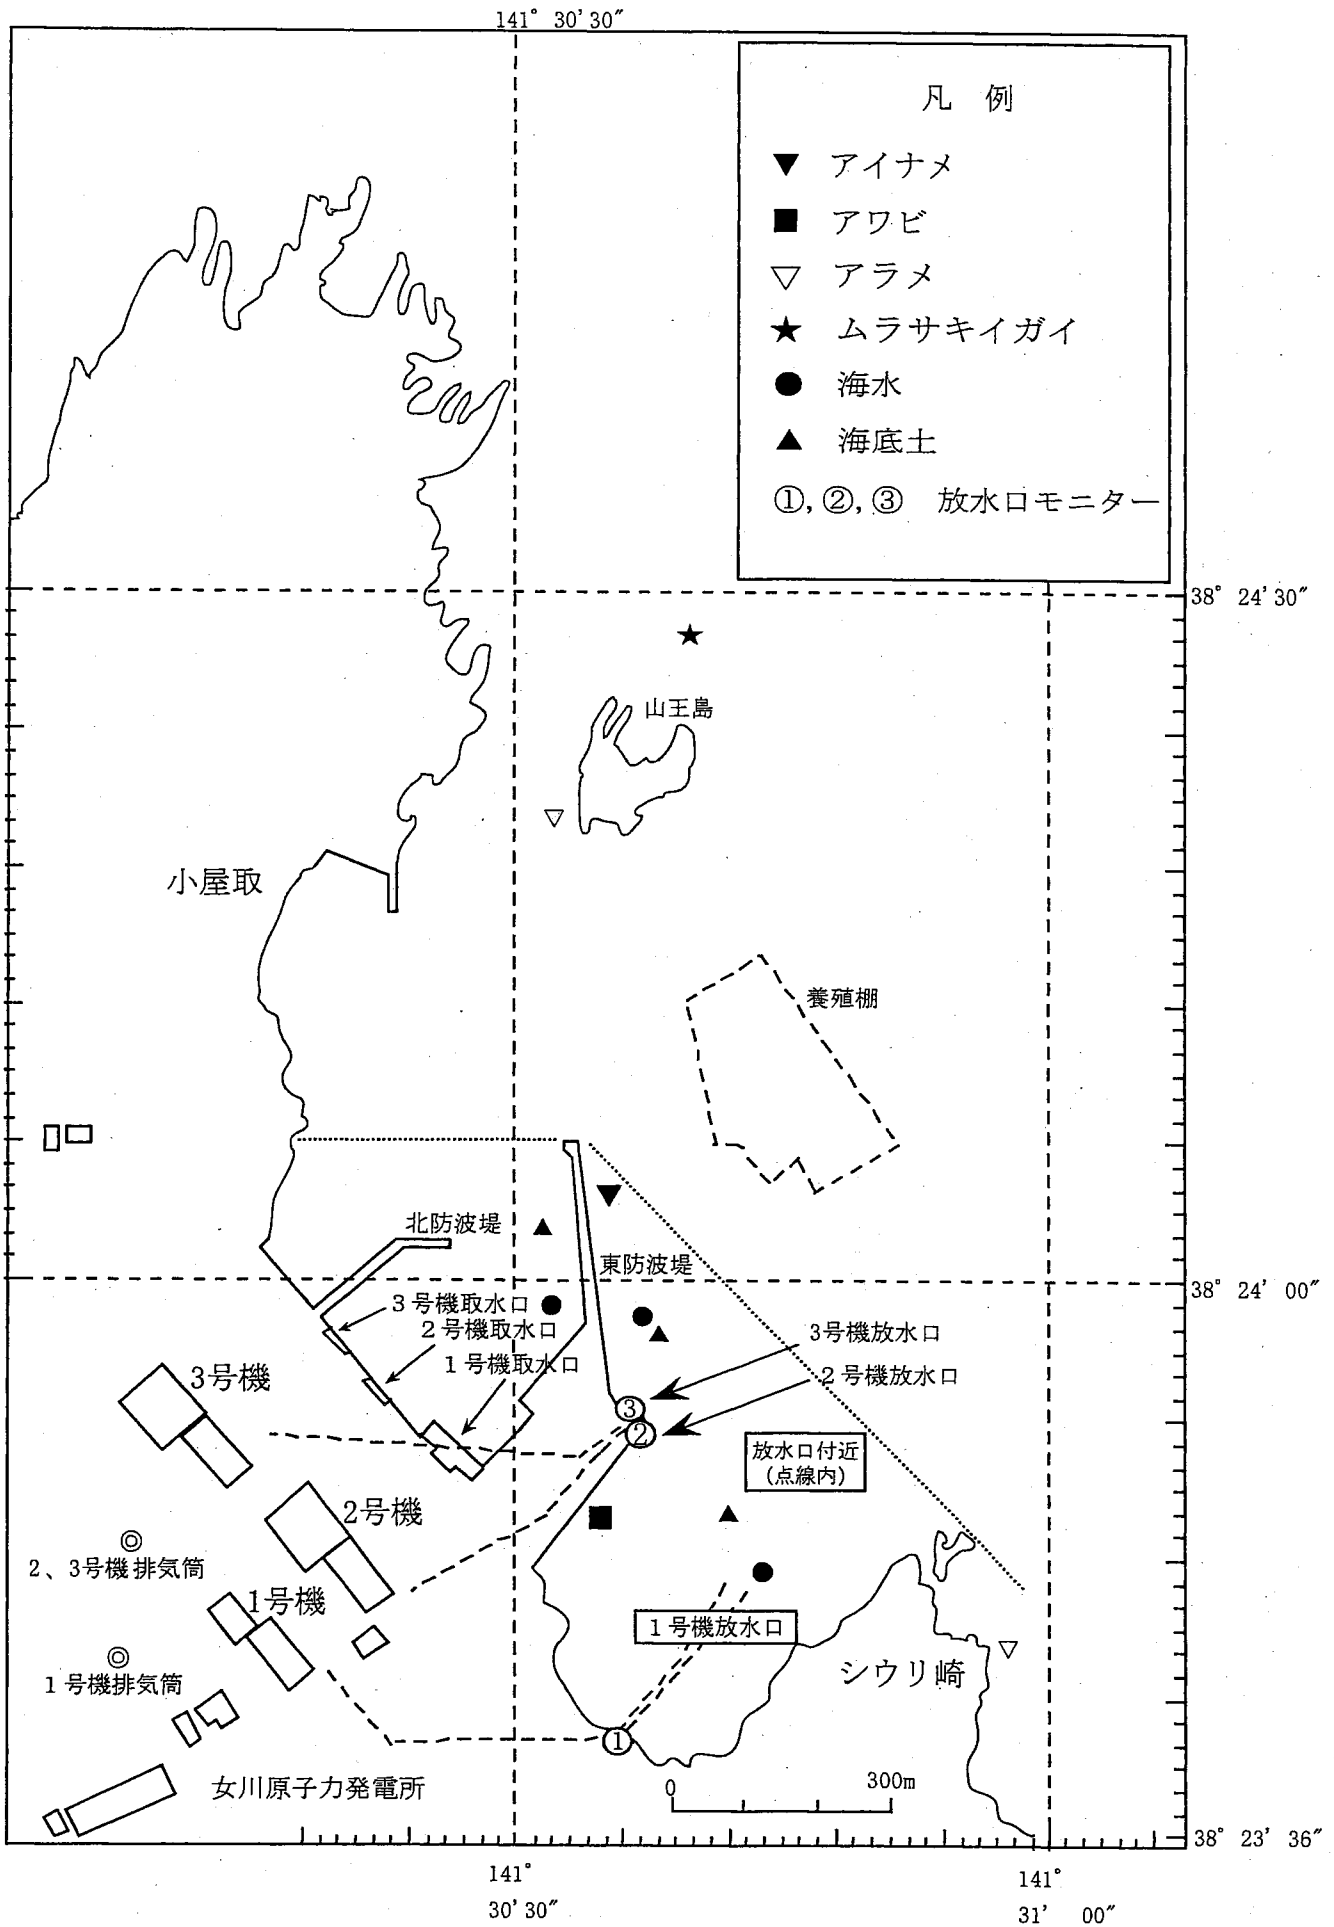 141° 30′30″
凡 例
▼ アイナメ
■ アワビ
▽ アラメ
★ ムラサキイガイ
● 海水
▲ 海底土
①,②,③ 放水口モニター
38° 24′30″
山王島
小屋取
養殖棚
北防波堤
東防波堤
38° 24′00″
3号機取水口
2号機取水口
1号機取水口
3号機放水口
2号機放水口
3号機
③
②
放水口付近
(点線内)
2号機
2、3号機排気筒
1号機
1号機放水口
1号機排気筒
シウリ崎
①
女川原子力発電所
0 300m
38° 23′36″
141°
30′30″
141°
31′ 00″